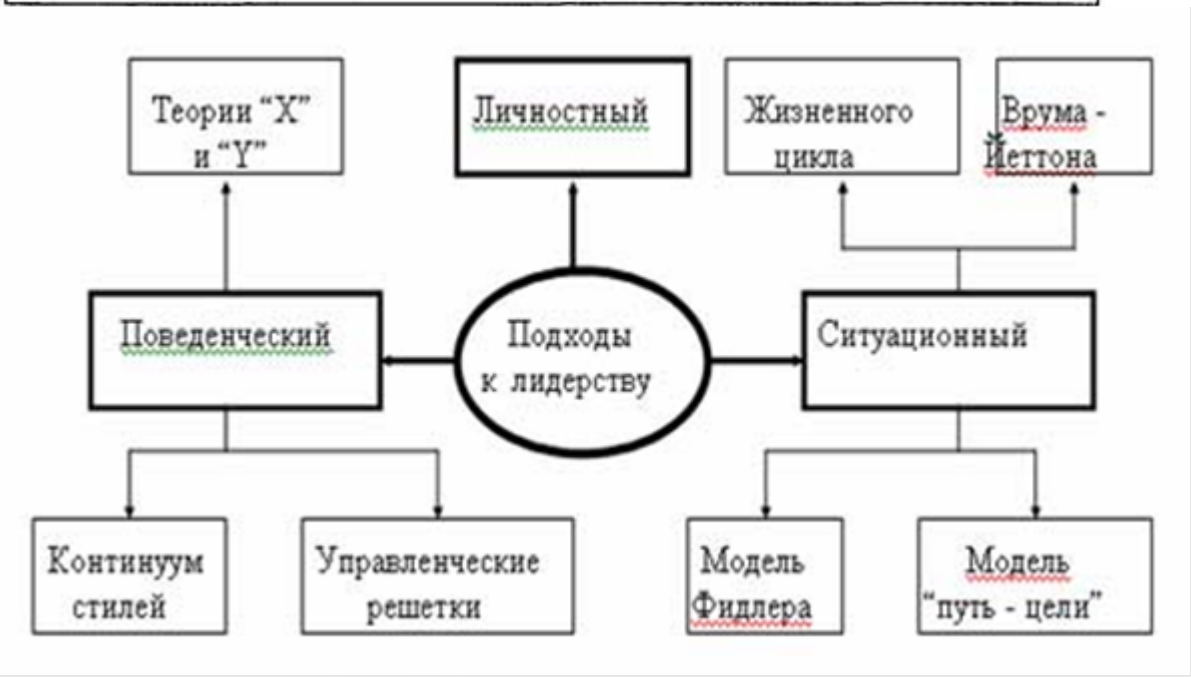 Теории “X”
и “Y”
Личностный
Жизненного
цикла
Врума -
Йеттона
Поведенческий
Подходы
к лидерству
Ситуационный
Континуум
стилей
Управленческие
решетки
Модель
Фидлера
Модель
“путь - цели”